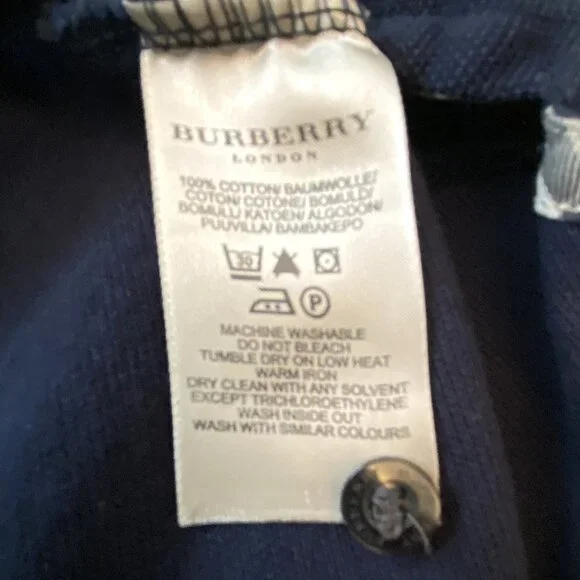 BURBERRY
LONDON
100% COTTON/ BAUMWOLLE/
COTON/ COTONE/ BOMULD/
BOMULL/ KATOEN/ ALGODON/
PUUVILLA/ BAMBAKEPO
30
P
MACHINE WASHABLE
DO NOT BLEACH
TUMBLE DRY ON LOW HEAT
WARM IRON
DRY CLEAN WITH ANY SOLVENT
EXCEPT TRICHLOROETHYLENE
WASH INSIDE OUT
WASH WITH SIMILAR COLOURS